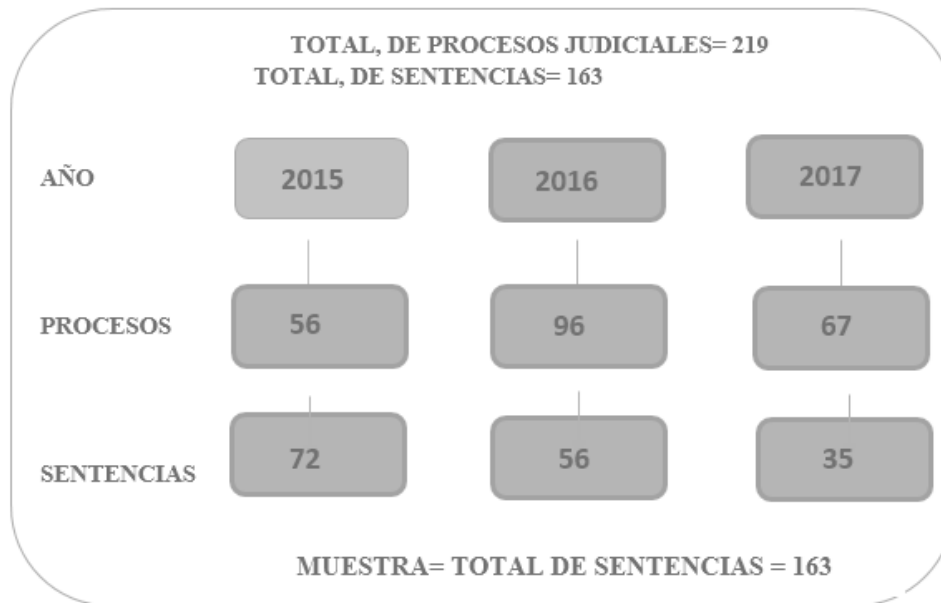 TOTAL, DE PROCESOS JUDICIALES= 219
TOTAL, DE SENTENCIAS= 163
AÑO 2015 2016 2017
PROCESOS 56 96 67
SENTENCIAS 72 56 35
MUESTRA= TOTAL DE SENTENCIAS = 163